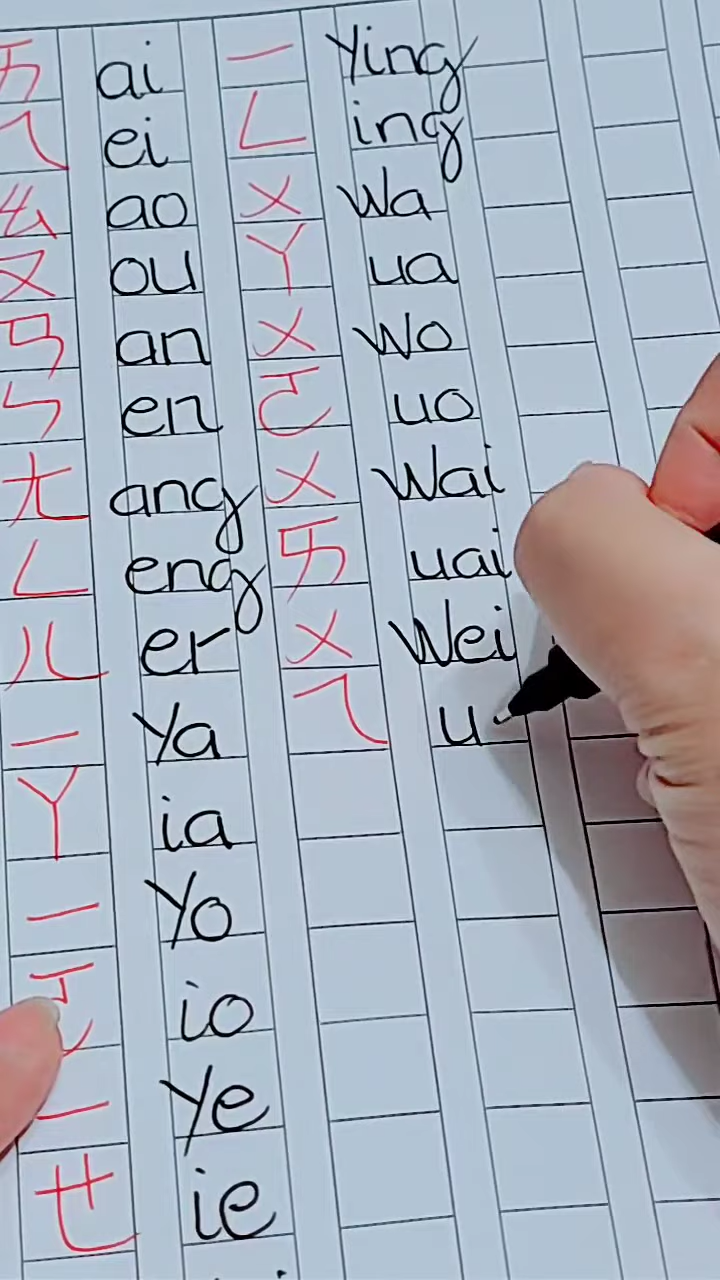 ㄞ ai
ㄟ ei
ㄠ ao
ㄡ ou
ㄢ an
ㄣ en
ㄤ ang
ㄥ eng
ㄦ er
ㄧ Ya
ㄚ ia
ㄧ Yo
ㄛ io
ㄧ Ye
ㄝ ie
ㄧ Ying
ㄥ ing
ㄨ Wa
ㄚ ua
ㄨ Wo
ㄛ uo
ㄨ Wai
ㄞ uai
ㄨ Wei
ㄟ u